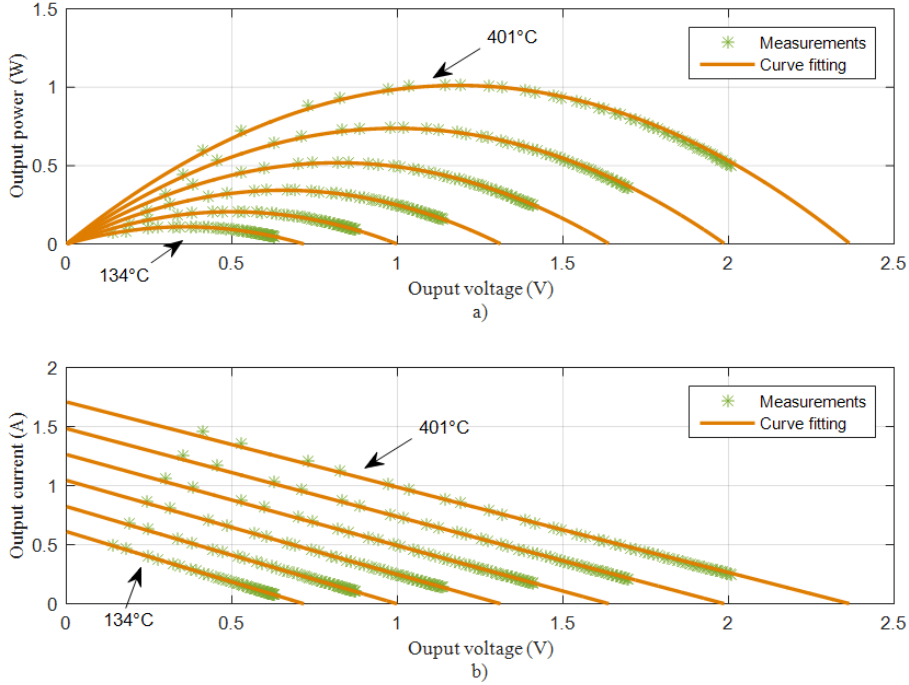 1.5
1
0.5
0
Output power (W)
401°C
Measurements
Curve fitting
134°C
0 0.5 1 1.5 2 2.5
Ouput voltage (V)
a)
2
1.5
1
0.5
0
Output current (A)
401°C
Measurements
Curve fitting
134°C
0 0.5 1 1.5 2 2.5
Ouput voltage (V)
b)